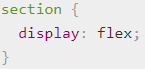 section {
  display: flex;
}